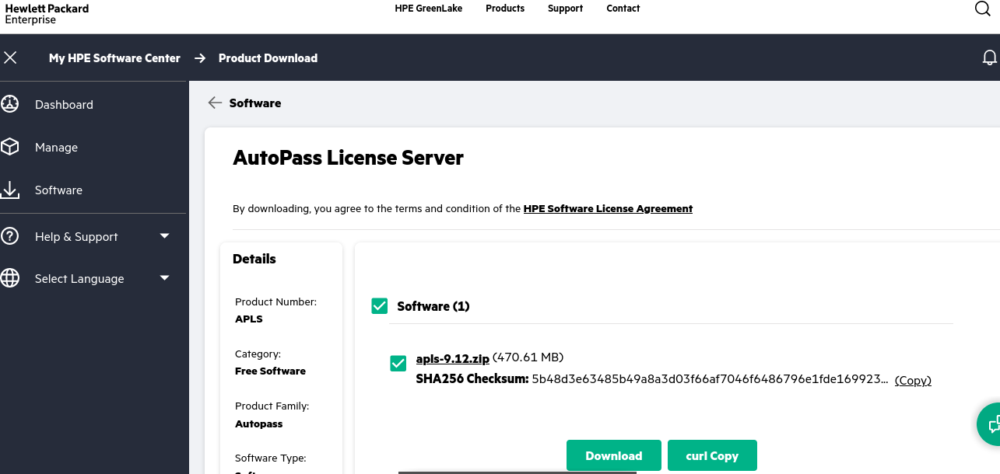 Hewlett Packard
Enterprise
HPE GreenLake Products Support Contact
My HPE Software Center → Product Download
Dashboard
Manage
Software
Help & Support
Select Language
← Software
AutoPass License Server
By downloading, you agree to the terms and condition of the HPE Software License Agreement
Details
Product Number:
APLS
Category:
Free Software
Product Family:
Autopass
Software Type:
Software (1)
apls-9.12.zip (470.61 MB)
SHA256 Checksum: 5b48d3e63485b49a8a3d03f66af7046f6486796e1fde169923... (Copy)
Download curl Copy